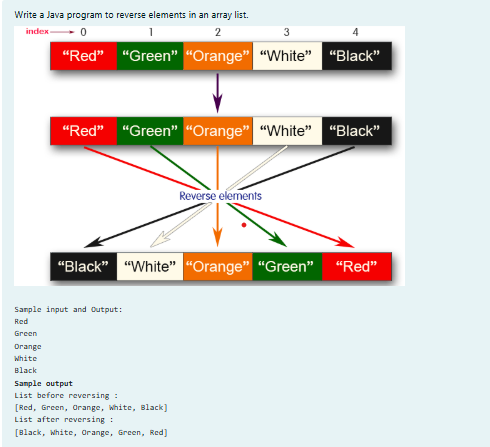 Write a Java program to reverse elements in an array list.
index 0 1 2 3 4
“Red” “Green” “Orange” “White” “Black”
“Red” “Green” “Orange” “White” “Black”
Reverse elements
“Black” “White” “Orange” “Green” “Red”
Sample input and Output:
Red
Green
Orange
White
Black
Sample output
List before reversing :
[Red, Green, Orange, White, Black]
List after reversing :
[Black, White, Orange, Green, Red]